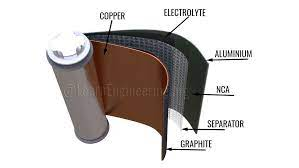 COPPER
ELECTROLYTE
ALUMINIUM
NCA
SEPARATOR
GRAPHITE